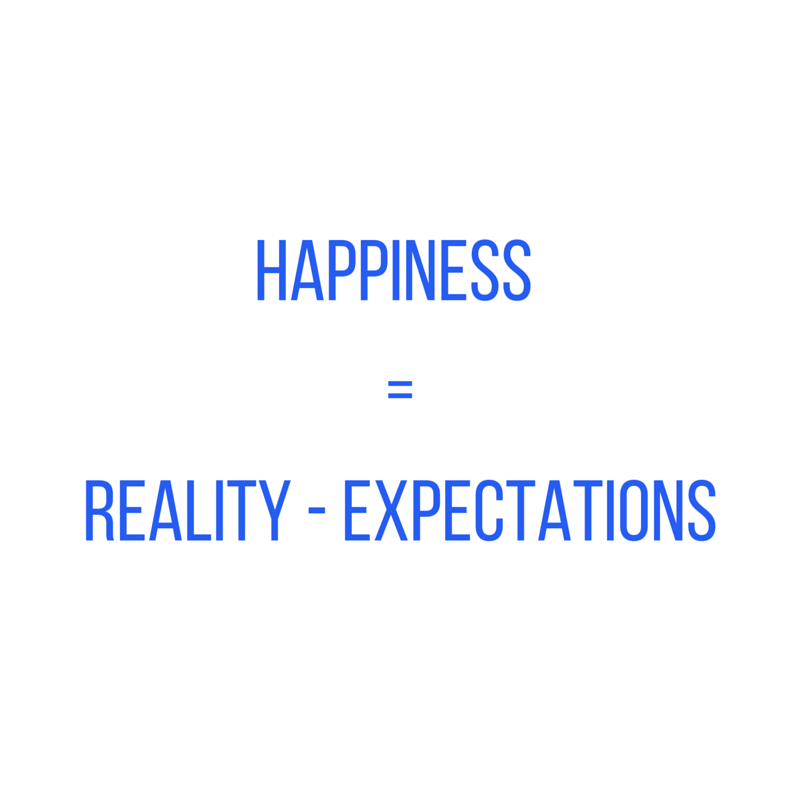 HAPPINESS
=
REALITY - EXPECTATIONS